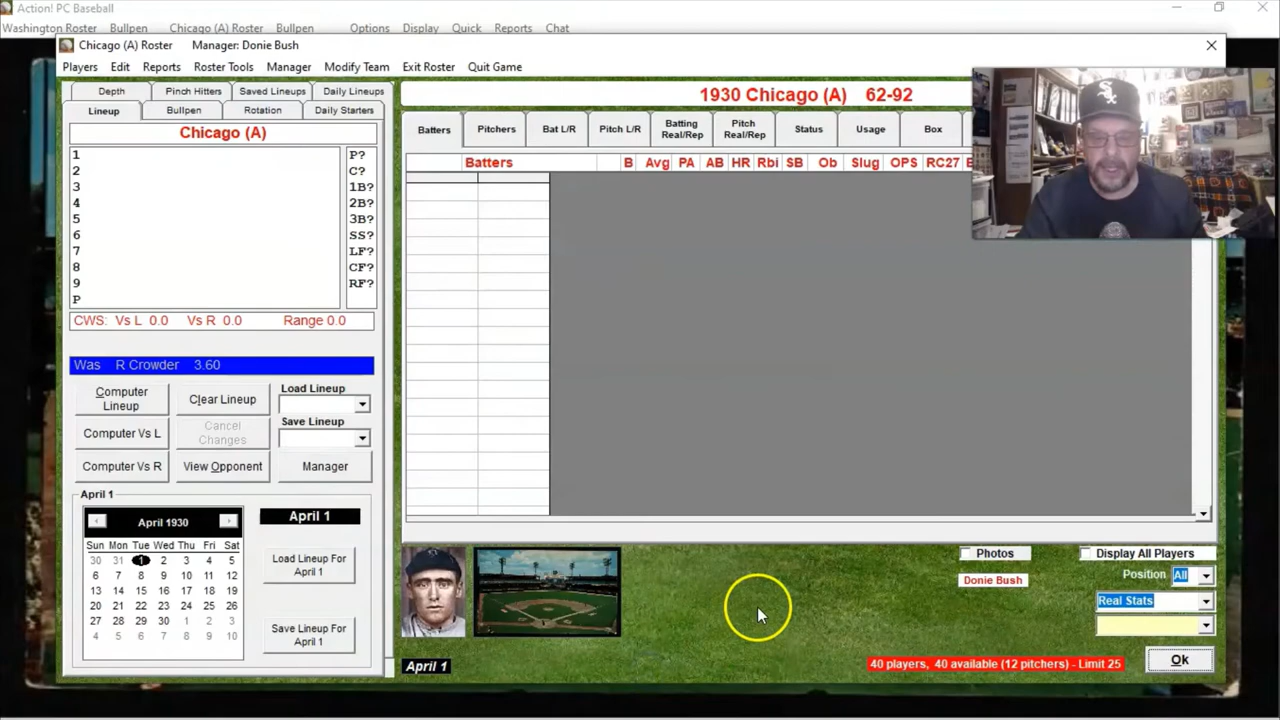 Action! PC Baseball
Washington Roster Bullpen Chicago (A) Roster Bullpen Options Display Quick Reports Chat
Chicago (A) Roster Manager: Donie Bush
Players Edit Reports Roster Tools Manager Modify Team Exit Roster Quit Game
Depth Pinch Hitters Saved Lineups Daily Lineups
Lineup Bullpen Rotation Daily Starters
Chicago (A)
1 P?
2 C?
3 1B?
4 2B?
5 3B?
6 SS?
7 LF?
8 CF?
9 RF?
P
CWS: Vs L 0.0 Vs R 0.0 Range 0.0
Was R Crowder 3.60
Computer Lineup
Clear Lineup
Load Lineup
Computer Vs L
Cancel Changes
Save Lineup
Computer Vs R
View Opponent
Manager
April 1
April 1930
Sun Mon Tue Wed Thu Fri Sat
30 31 1 2 3 4 5
6 7 8 9 10 11 12
13 14 15 16 17 18 19
20 21 22 23 24 25 26
27 28 29 30 1 2 3
4 5 6 7 8 9 10
April 1
Load Lineup For April 1
Save Lineup For April 1
1930 Chicago (A) 62-92
Batters Pitchers Bat L/R Pitch L/R Batting Real/Rep Pitch Real/Rep Status Usage Box
Batters B Avg PA AB HR Rbi SB Ob Slug OPS RC27
Photos
Display All Players
Donie Bush
Position All
Real Stats
April 1
40 players, 40 available (12 pitchers) - Limit 25
Ok